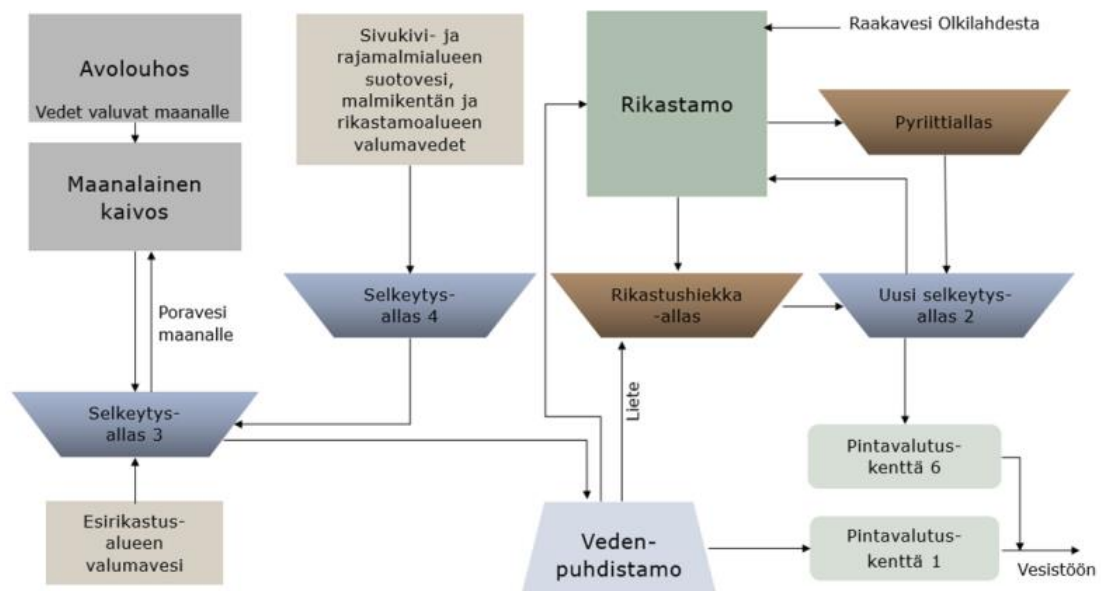 Avolouhos
Vedet valuvat maanalle
Maanalainen
kaivos
Poravesi
maanalle
Selkeytys-
allas 3
Esirikastus-
alueen
valumavesi
Sivukivi- ja
rajamalmialueen
suotovesi,
malmikentän ja
rikastamoalueen
valumavedet
Selkeytys-
allas 4
Rikastamo
Raakavesi Olkilahdesta
Pyriittiallas
Rikastushiekka
-allas
Uusi selkeytys-
allas 2
Liete
Veden-
puhdistamo
Pintavalutus-
kenttä 6
Pintavalutus-
kenttä 1
Vesistöön